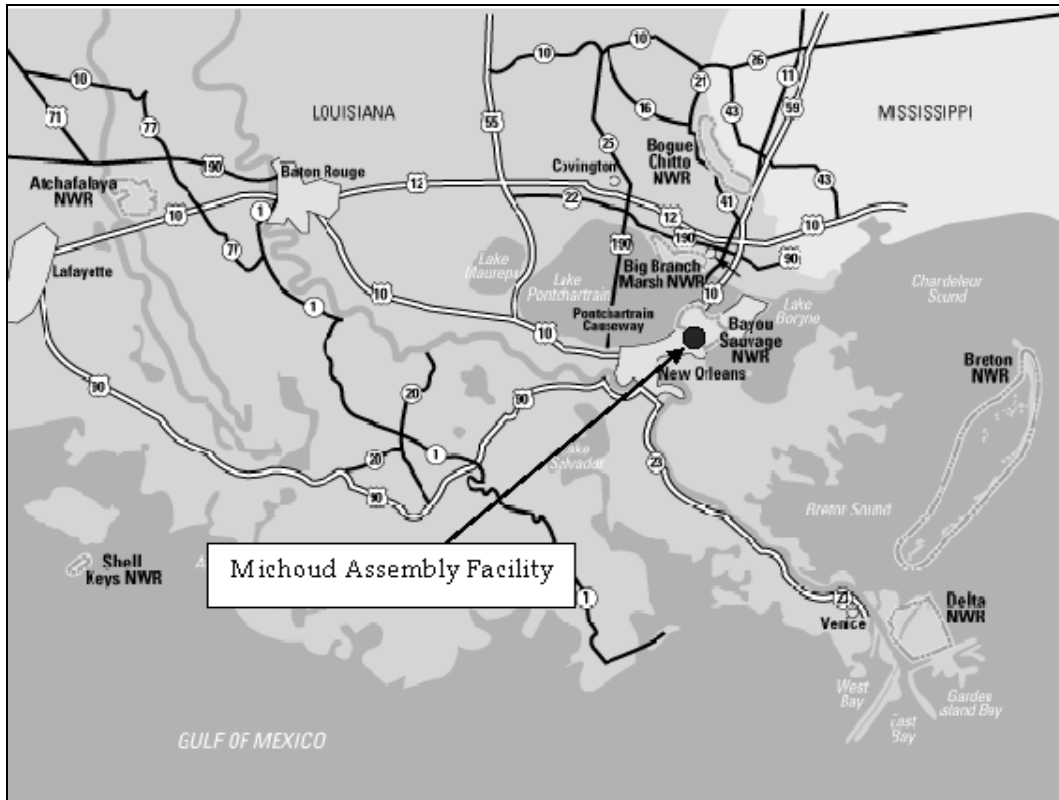 10
10
26
11
10
21
71
77
LOUISIANA
55
16
43
59
MISSISSIPPI
25
Bogue
Chitto
NWR
190
Baton Rouge
Covington
Atchafalaya
NWR
12
22
41
43
10
1
12
10
190
190
90
Lafayette
Lake
Big Branch
Marsh NWR
Lake
Pontchartrain
10
10
1
Pontchartrain
Causeway
10
Bayou
Sauvage
NWR
Lake
Chandeleur
Sound
New Orleans
Breton
NWR
90
20
90
Lake
Salvador
20
1
23
90
Breton Sound
Michoud Assembly Facility
Shell
Keys NWR
1
23
Venice
Delta
NWR
West
Bay
Garden
Island Bay
East
Bay
GULF OF MEXICO